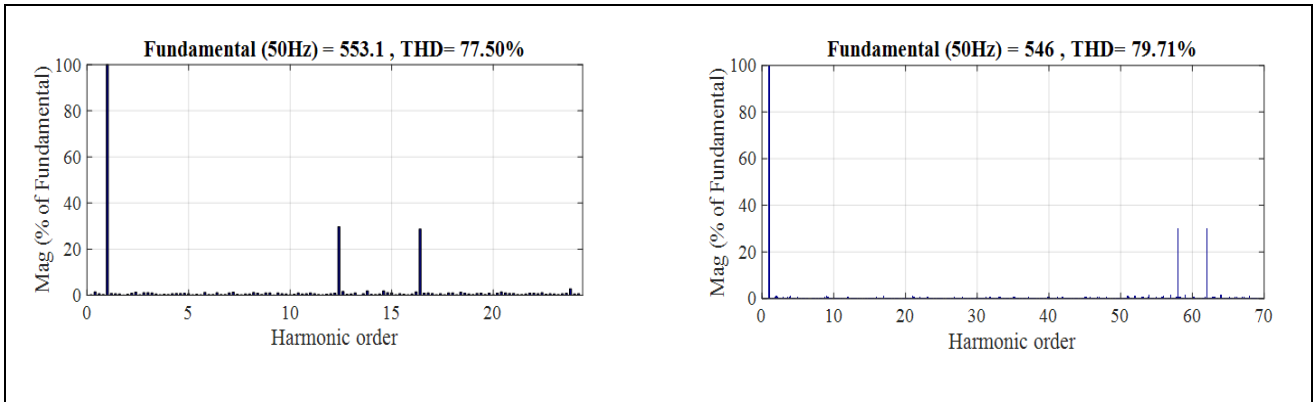 Fundamental (50Hz) = 553.1 , THD= 77.50%
100
80
60
40
20
0
Mag (% of Fundamental)
0 5 10 15 20
Harmonic order
Fundamental (50Hz) = 546 , THD= 79.71%
100
80
60
40
20
0
Mag (% of Fundamental)
0 10 20 30 40 50 60 70
Harmonic order